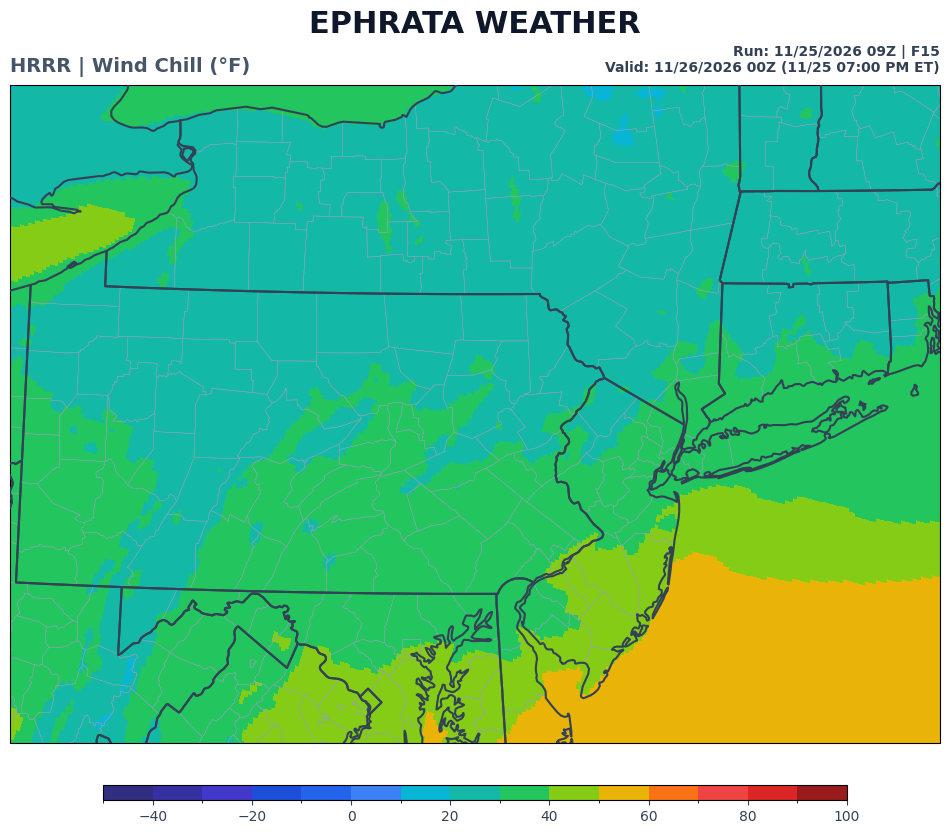 EPHRATA WEATHER
HRRR | Wind Chill (°F)
Run: 11/25/2026 09Z | F15
Valid: 11/26/2026 00Z (11/25 07:00 PM ET)
−40 −20 0 20 40 60 80 100